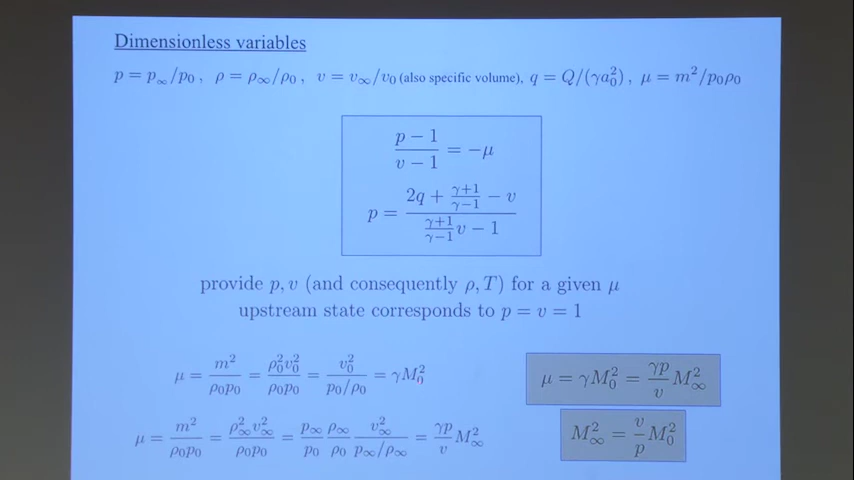 Dimensionless variables
p = p∞/p₀ , ρ = ρ∞/ρ₀ , v = v∞/v₀ (also specific volume), q = Q/(γa₀²) , μ = m²/p₀ρ₀
(p − 1)/(v − 1) = −μ
p = (2q + (γ+1)/(γ−1) − v)/((γ+1)/(γ−1) v − 1)
provide p, v (and consequently ρ, T) for a given μ
upstream state corresponds to p = v = 1
μ = m²/(ρ₀p₀) = ρ₀²v₀²/(ρ₀p₀) = v₀²/(p₀/ρ₀) = γM₀²
μ = γM₀² = (γp/v) M∞²
μ = m²/(ρ₀p₀) = ρ∞²v∞²/(ρ₀p₀) = (p∞/p₀) (ρ∞/ρ₀) v∞²/(p∞/ρ∞) = (γp/v) M∞²
M∞² = (v/p) M₀²